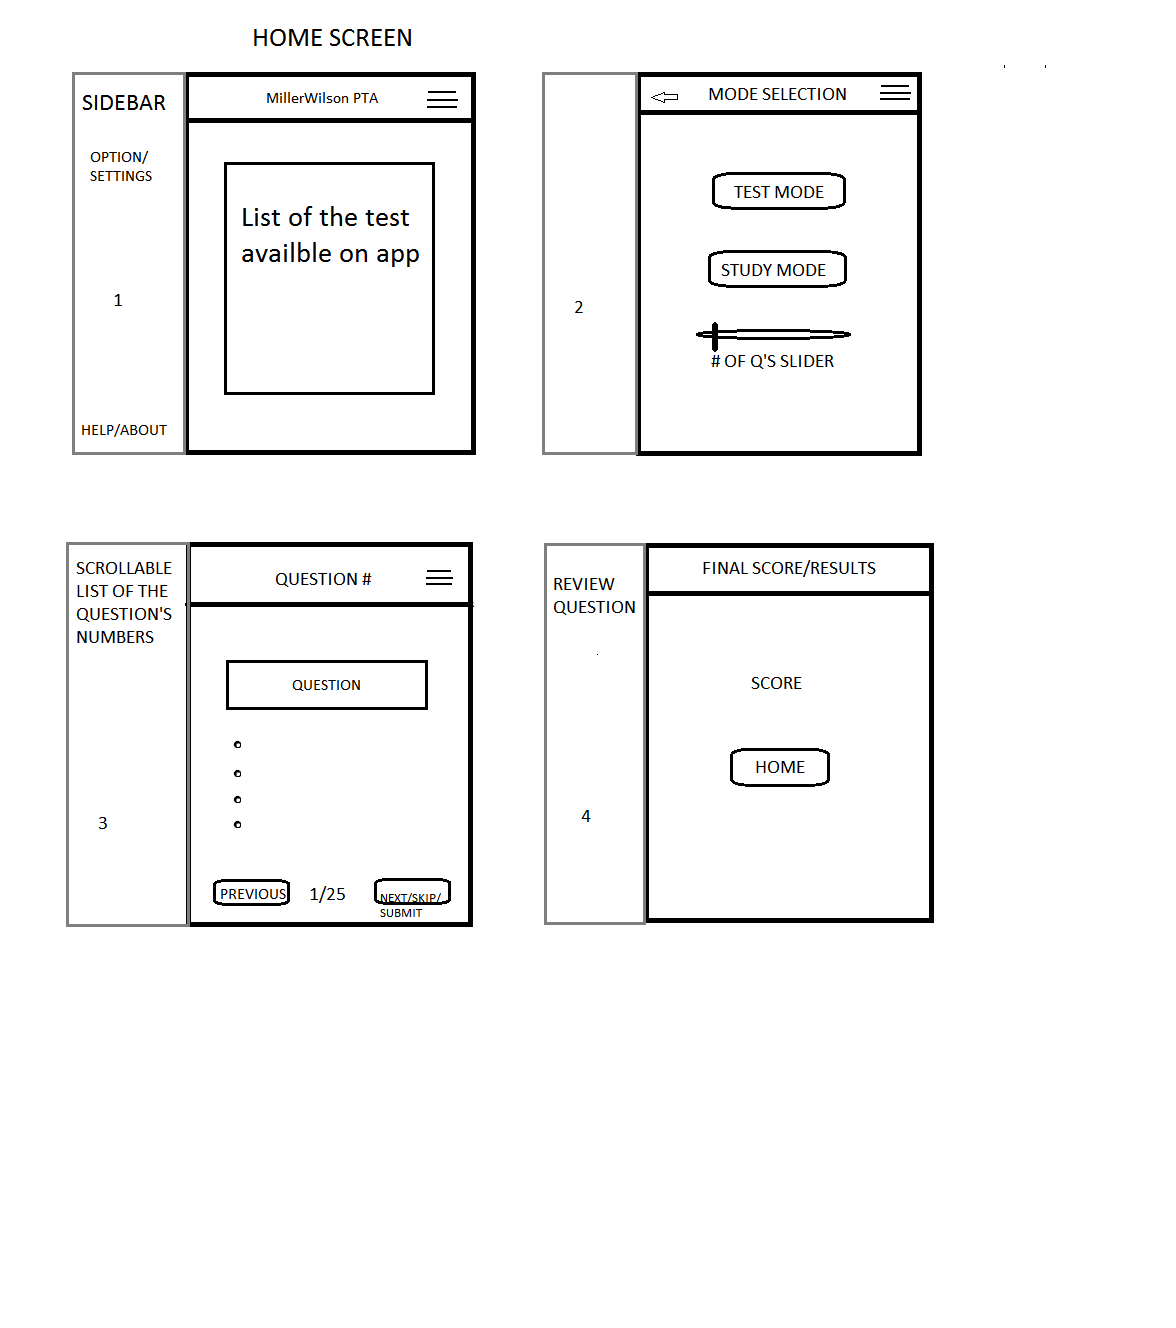 HOME SCREEN
SIDEBAR
OPTION/
SETTINGS
1
HELP/ABOUT
MillerWilson PTA
List of the test
availble on app
2
MODE SELECTION
TEST MODE
STUDY MODE
# OF Q'S SLIDER
SCROLLABLE
LIST OF THE
QUESTION'S
NUMBERS
3
QUESTION #
QUESTION
PREVIOUS
1/25
NEXT/SKIP/
SUBMIT
REVIEW
QUESTION
4
FINAL SCORE/RESULTS
SCORE
HOME